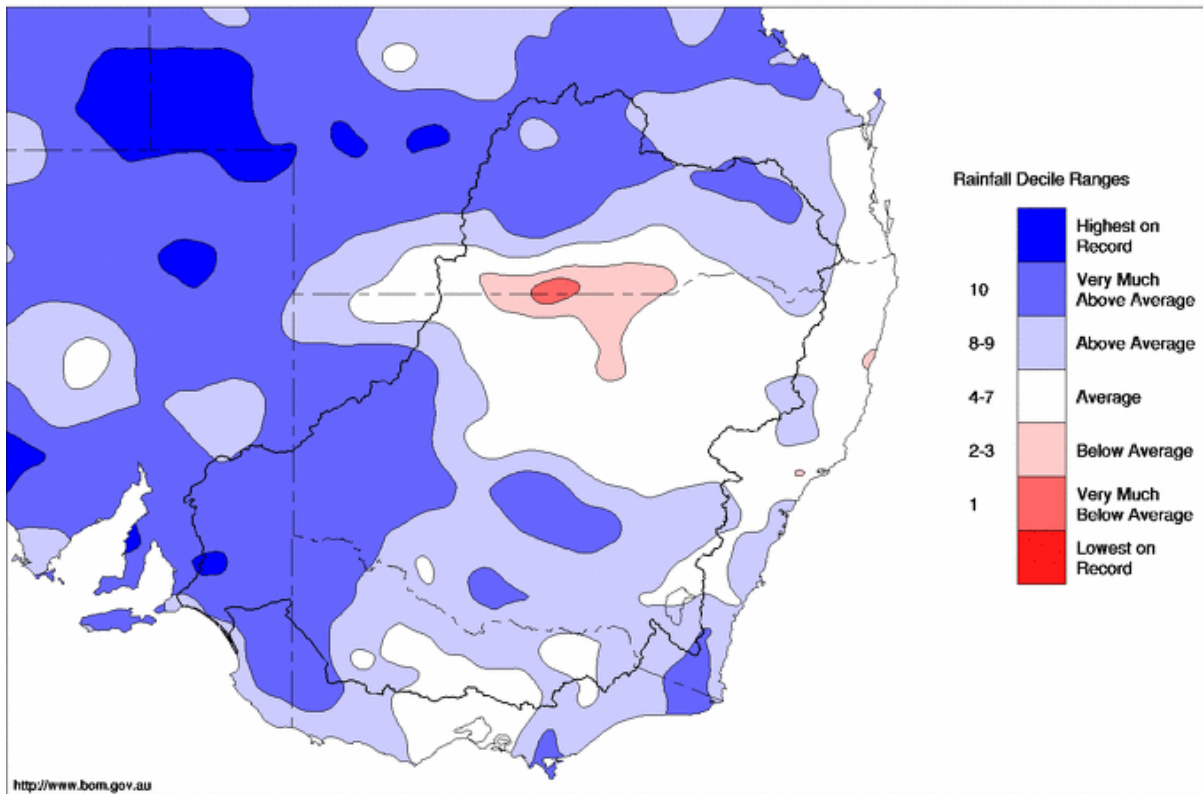 Rainfall Decile Ranges
Highest on
Record
10
Very Much
Above Average
8-9
Above Average
4-7
Average
2-3
Below Average
1
Very Much
Below Average
Lowest on
Record
http://www.bom.gov.au